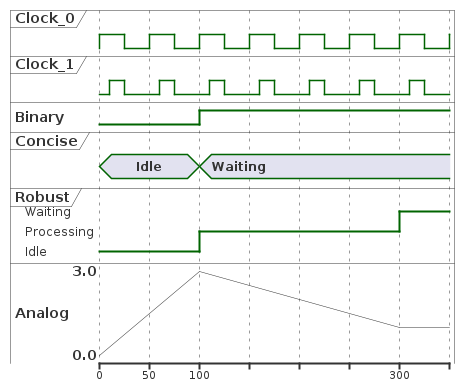 Clock_0
Clock_1
Binary
Concise
Idle Waiting
Robust
Waiting
Processing
Idle
3.0
Analog
0.0
0 50 100 300